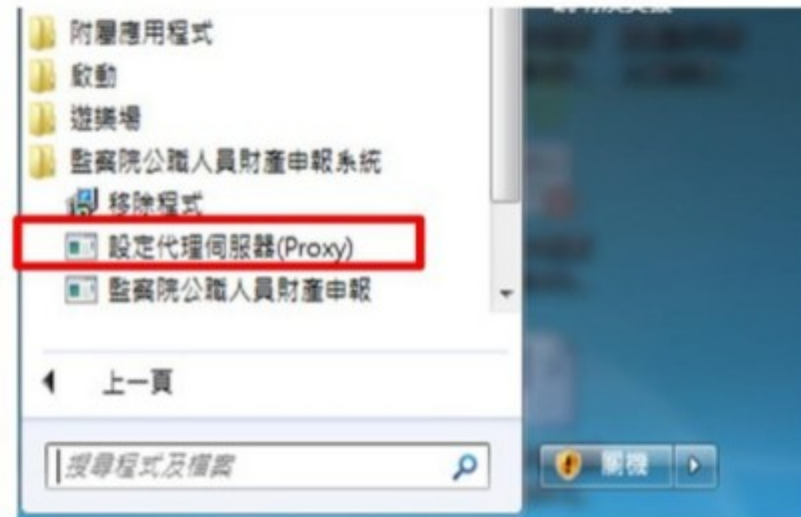 附屬應用程式
啟動
遊樂場
監察院公職人員財產申報系統
移除程式
設定代理伺服器(Proxy)
監察院公職人員財產申報
上一頁
搜尋程式及檔案
關機